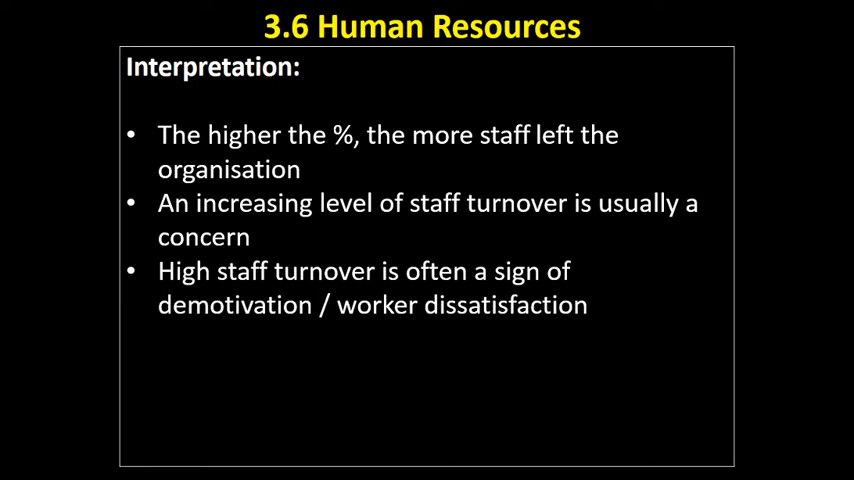 3.6 Human Resources
Interpretation:
• The higher the %, the more staff left the
organisation
• An increasing level of staff turnover is usually a
concern
• High staff turnover is often a sign of
demotivation / worker dissatisfaction